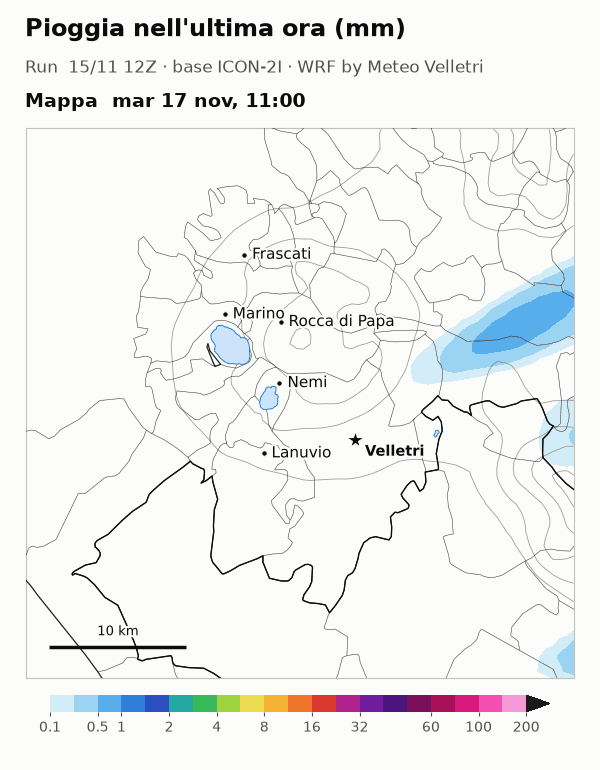 Pioggia nell'ultima ora (mm)
Run  15/11 12Z · base ICON-2I · WRF by Meteo Velletri
Mappa  mar 17 nov, 11:00
Frascati
Marino
Rocca di Papa
Nemi
Velletri
Lanuvio
10 km
0.1 0.5 1 2 4 8 16 32 60 100 200